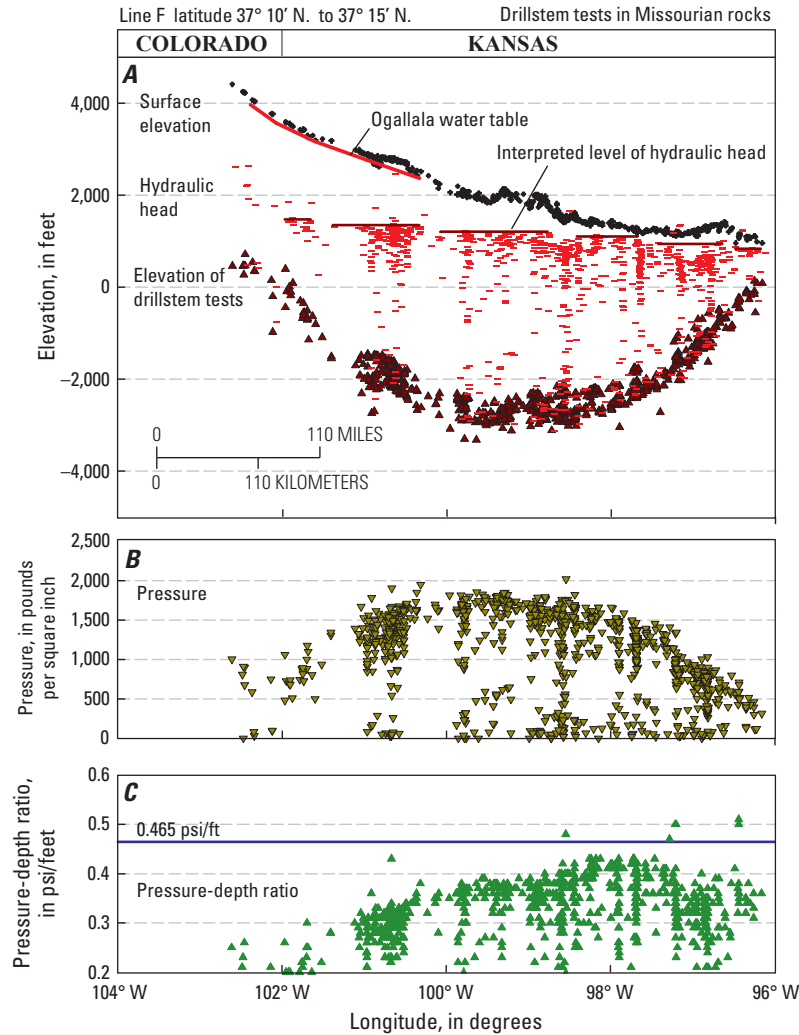 Line F latitude 37° 10′ N. to 37° 15′ N.
Drillstem tests in Missourian rocks
COLORADO
KANSAS
A
Surface
elevation
Ogallala water table
Interpreted level of hydraulic head
Hydraulic
head
Elevation of
drillstem tests
Elevation, in feet
4,000
2,000
0
–2,000
–4,000
0
110 MILES
0
110 KILOMETERS
B
Pressure
Pressure, in pounds
per square inch
2,500
2,000
1,500
1,000
500
0
C
0.465 psi/ft
Pressure-depth ratio
Pressure-depth ratio,
in psi/feet
0.6
0.5
0.4
0.3
0.2
104° W
102° W
100° W
98° W
96° W
Longitude, in degrees